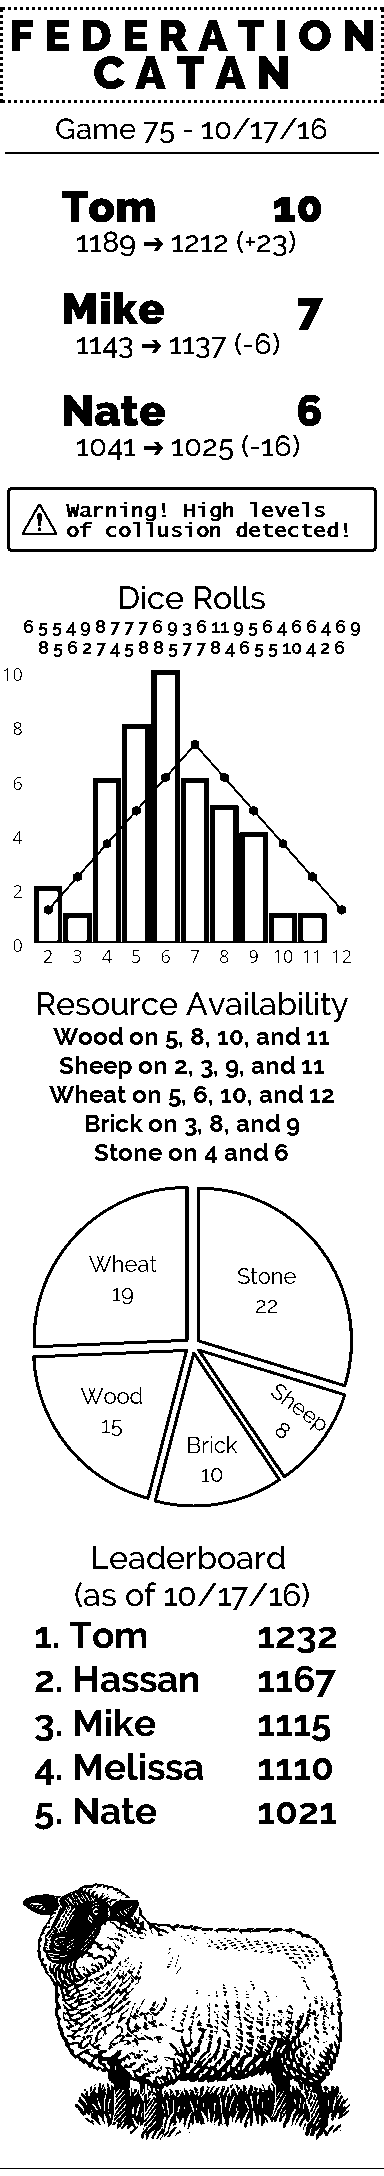 FEDERATION
CATAN
Game 75 - 10/17/16
Tom 10
1189 → 1212 (+23)
Mike 7
1143 → 1137 (-6)
Nate 6
1041 → 1025 (-16)
Warning! High levels
of collusion detected!
Dice Rolls
6 5 5 4 9 8 7 7 7 6 9 3 6 11 9 5 6 4 6 6 4 6 9
8 5 6 2 7 4 5 8 8 5 7 7 8 4 6 5 5 10 4 2 6
10
8
6
4
2
0
2 3 4 5 6 7 8 9 10 11 12
Resource Availability
Wood on 5, 8, 10, and 11
Sheep on 2, 3, 9, and 11
Wheat on 5, 6, 10, and 12
Brick on 3, 8, and 9
Stone on 4 and 6
Wheat
19
Stone
22
Wood
15
Brick
10
Sheep
8
Leaderboard
(as of 10/17/16)
1. Tom 1232
2. Hassan 1167
3. Mike 1115
4. Melissa 1110
5. Nate 1021